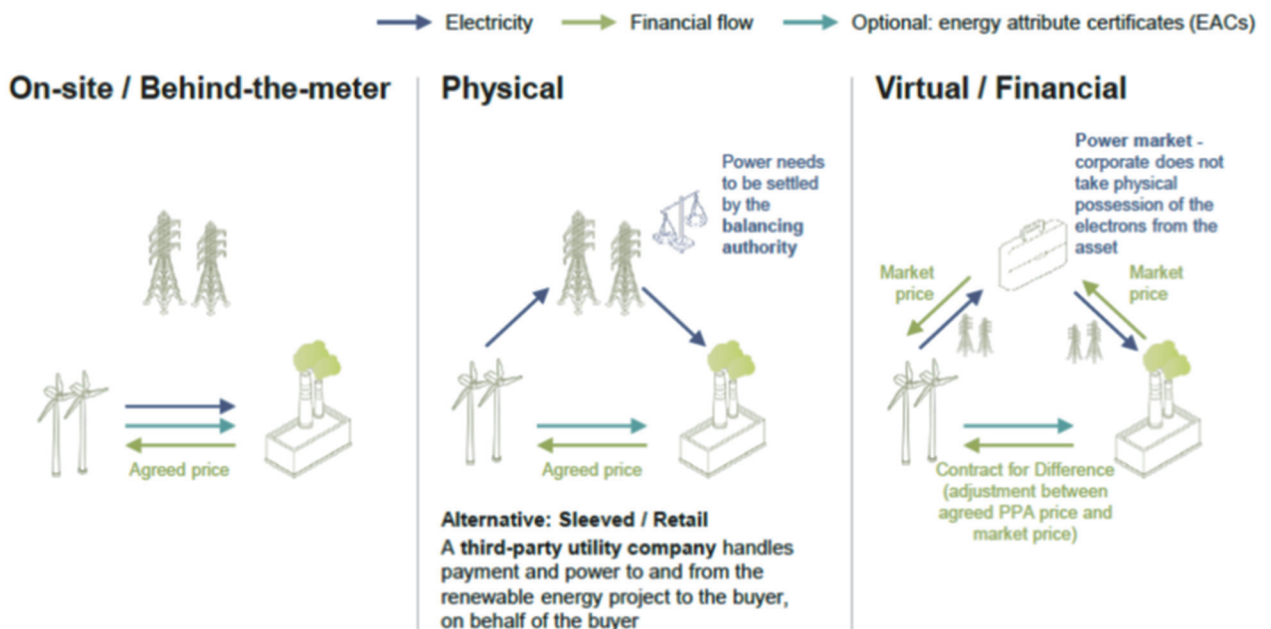 Electricity
Financial flow
Optional: energy attribute certificates (EACs)
On-site / Behind-the-meter
Agreed price
Physical
Power needs
to be settled
by the
balancing
authority
Agreed price
Alternative: Sleeved / Retail
A third-party utility company handles
payment and power to and from the
renewable energy project to the buyer,
on behalf of the buyer
Virtual / Financial
Power market -
corporate does not
take physical
possession of the
electrons from the
asset
Market
price
Market
price
Contract for Difference
(adjustment between
agreed PPA price and
market price)